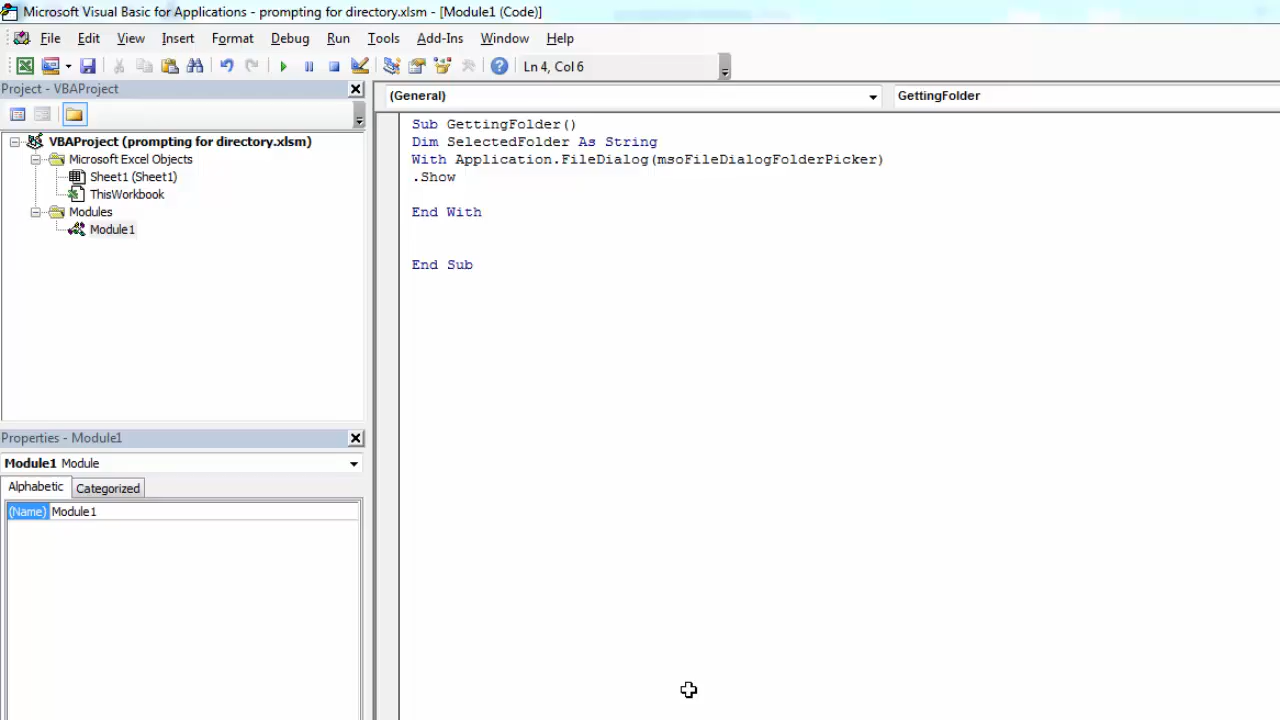 Microsoft Visual Basic for Applications - prompting for directory.xlsm - [Module1 (Code)]
File Edit View Insert Format Debug Run Tools Add-Ins Window Help
Ln 4, Col 6
Project - VBAProject
VBAProject (prompting for directory.xlsm)
Microsoft Excel Objects
Sheet1 (Sheet1)
ThisWorkbook
Modules
Module1
Properties - Module1
Module1 Module
Alphabetic Categorized
(Name) Module1
(General) GettingFolder
Sub GettingFolder()
Dim SelectedFolder As String
With Application.FileDialog(msoFileDialogFolderPicker)
.Show
End With
End Sub